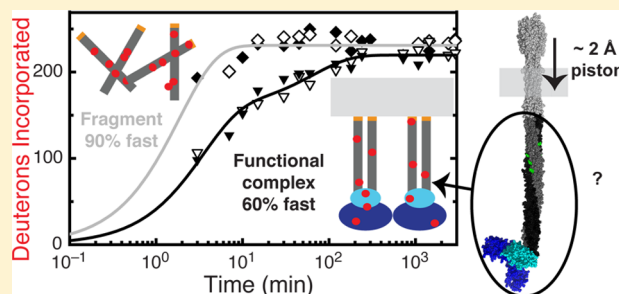 Deuterons Incorporated
200
100
0
Fragment
90% fast
Functional
complex
60% fast
10⁻¹
10⁰
10¹
10²
10³
Time (min)
~ 2 Å
piston
?